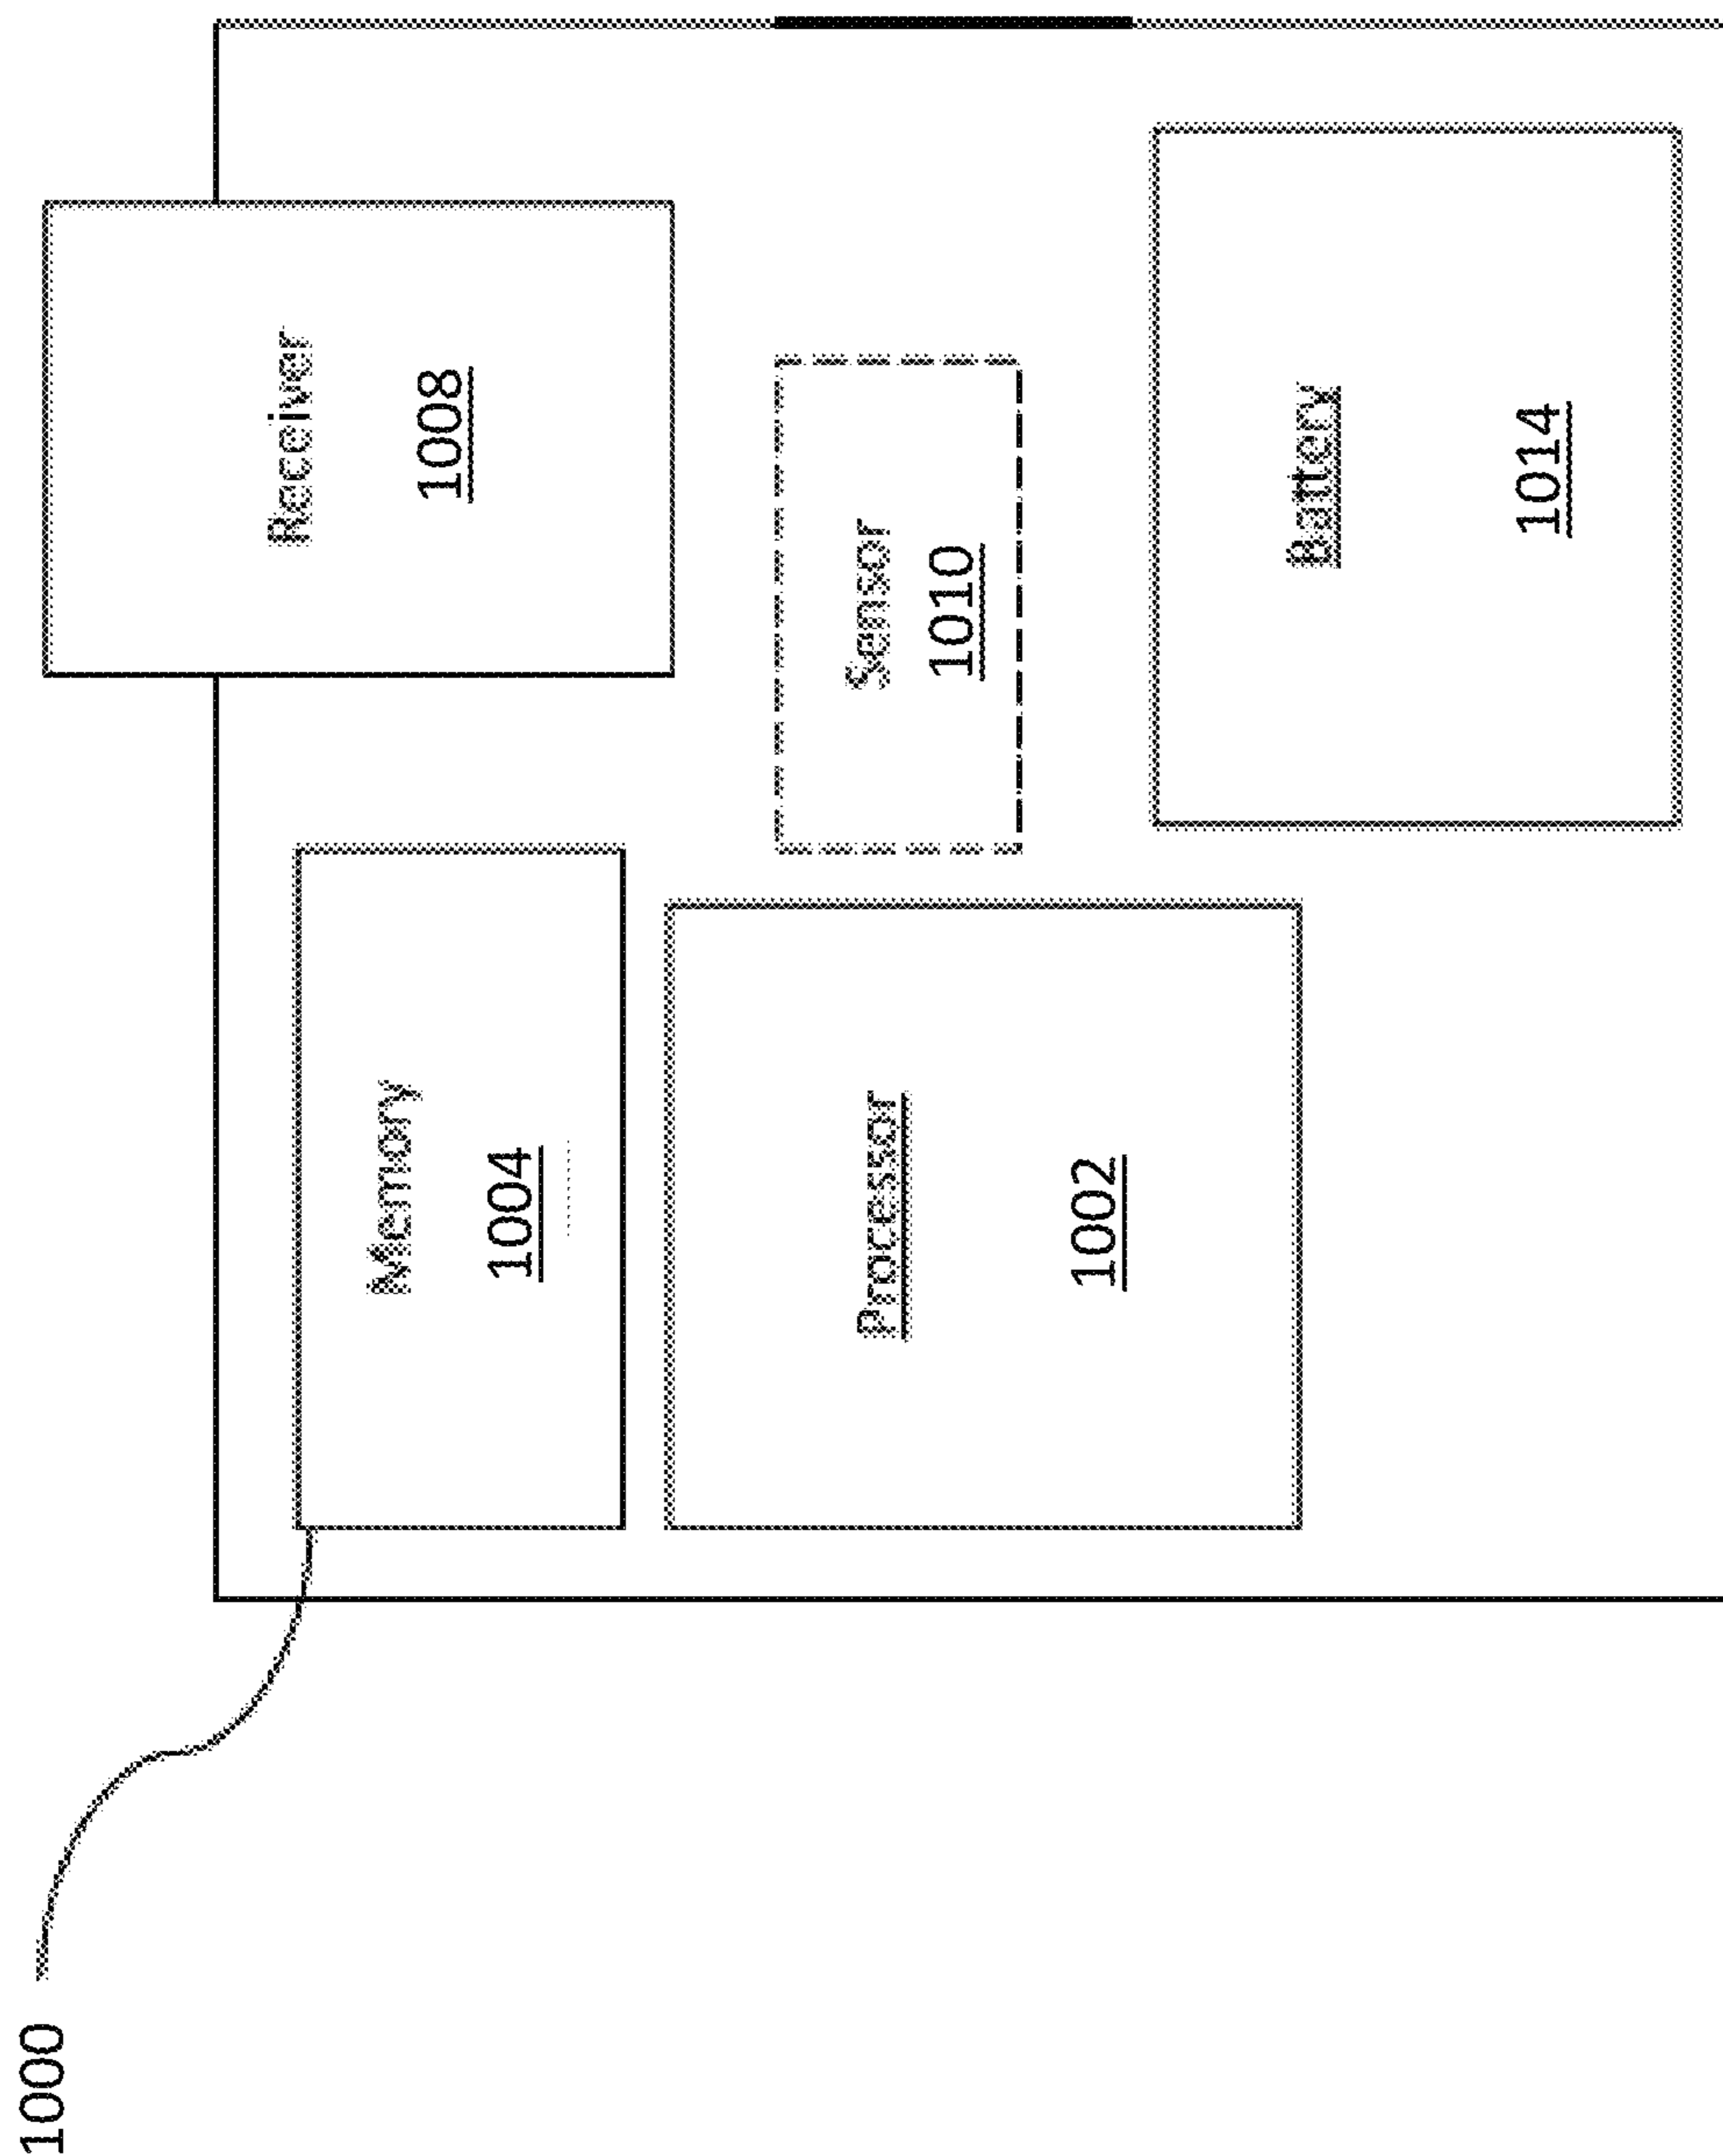 1000
Memory
1004
Receiver
1008
Processor
1002
Sensor
1010
Battery
1014